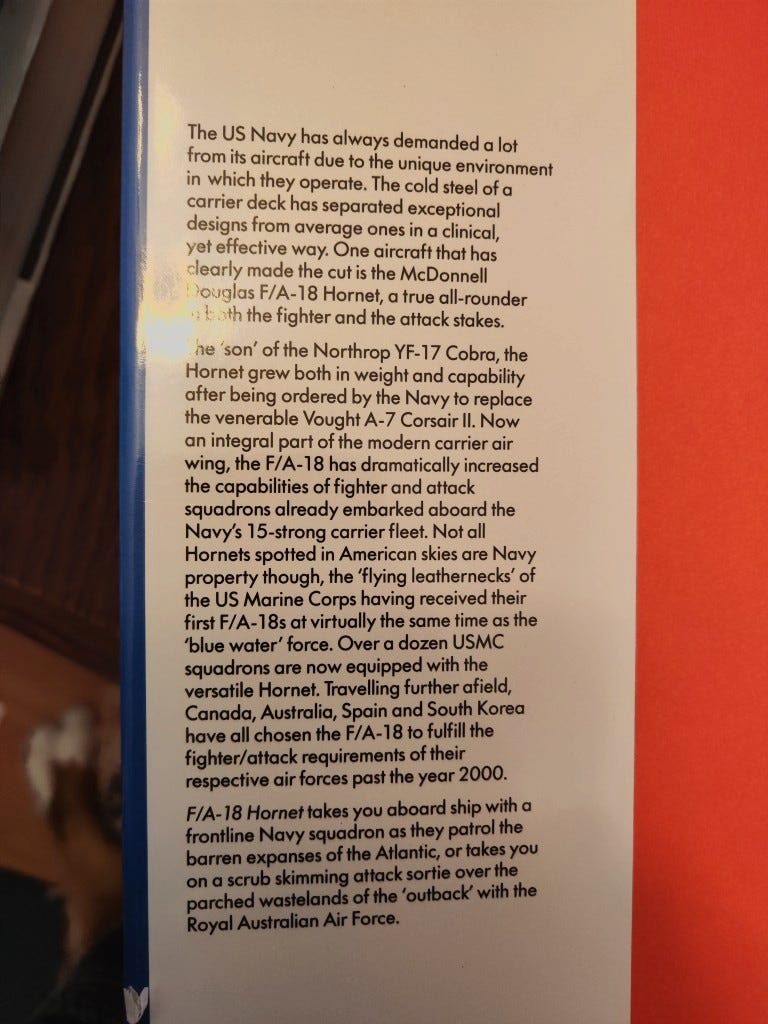 The US Navy has always demanded a lot
from its aircraft due to the unique environment
in which they operate. The cold steel of a
carrier deck has separated exceptional
designs from average ones in a clinical,
yet effective way. One aircraft that has
clearly made the cut is the McDonnell
Douglas F/A-18 Hornet, a true all-rounder
in both the fighter and the attack stakes.
The 'son' of the Northrop YF-17 Cobra, the
Hornet grew both in weight and capability
after being ordered by the Navy to replace
the venerable Vought A-7 Corsair II. Now
an integral part of the modern carrier air
wing, the F/A-18 has dramatically increased
the capabilities of fighter and attack
squadrons already embarked aboard the
Navy's 15-strong carrier fleet. Not all
Hornets spotted in American skies are Navy
property though, the 'flying leathernecks' of
the US Marine Corps having received their
first F/A-18s at virtually the same time as the
'blue water' force. Over a dozen USMC
squadrons are now equipped with the
versatile Hornet. Travelling further afield,
Canada, Australia, Spain and South Korea
have all chosen the F/A-18 to fulfill the
fighter/attack requirements of their
respective air forces past the year 2000.
F/A-18 Hornet takes you aboard ship with a
frontline Navy squadron as they patrol the
barren expanses of the Atlantic, or takes you
on a scrub skimming attack sortie over the
parched wastelands of the 'outback' with the
Royal Australian Air Force.